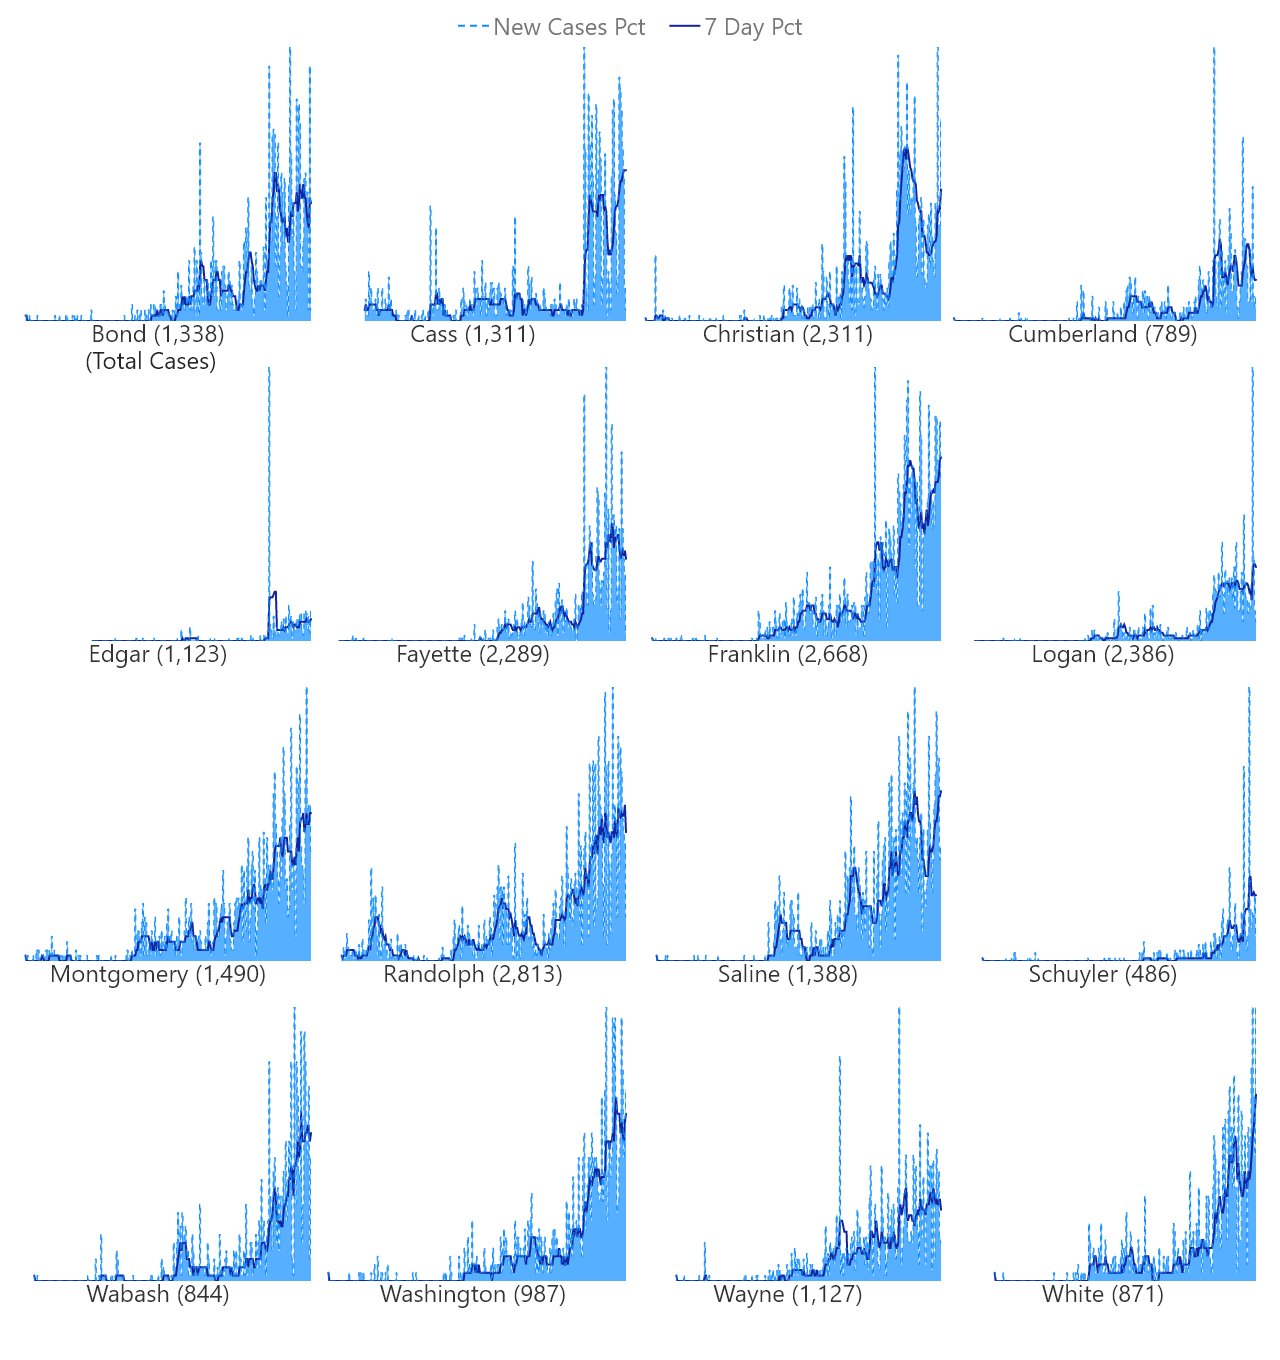 New Cases Pct 7 Day Pct
Bond (1,338) Cass (1,311) Christian (2,311) Cumberland (789)
(Total Cases)
Edgar (1,123) Fayette (2,289) Franklin (2,668) Logan (2,386)
Montgomery (1,490) Randolph (2,813) Saline (1,388) Schuyler (486)
Wabash (844) Washington (987) Wayne (1,127) White (871)